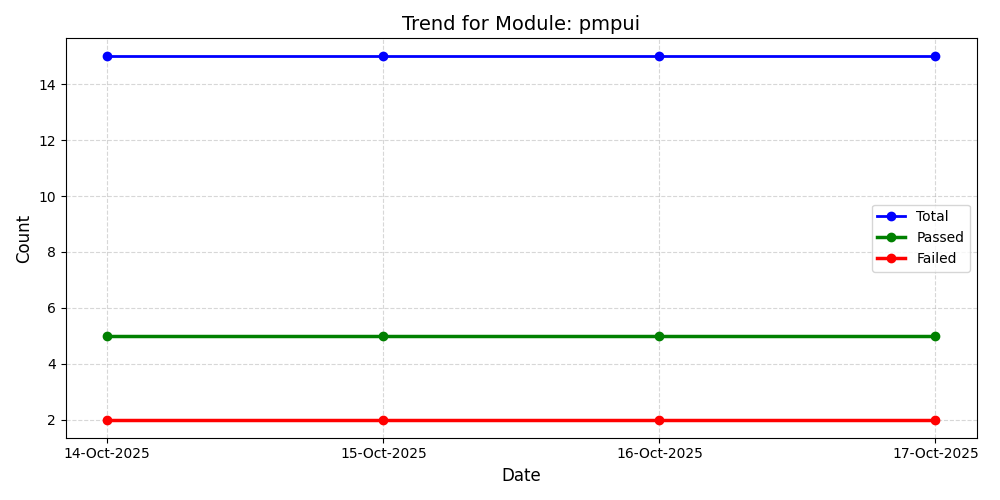 Trend for Module: pmpui
Count
14
12
10
8
6
4
2
Total
Passed
Failed
14-Oct-2025
15-Oct-2025
16-Oct-2025
17-Oct-2025
Date